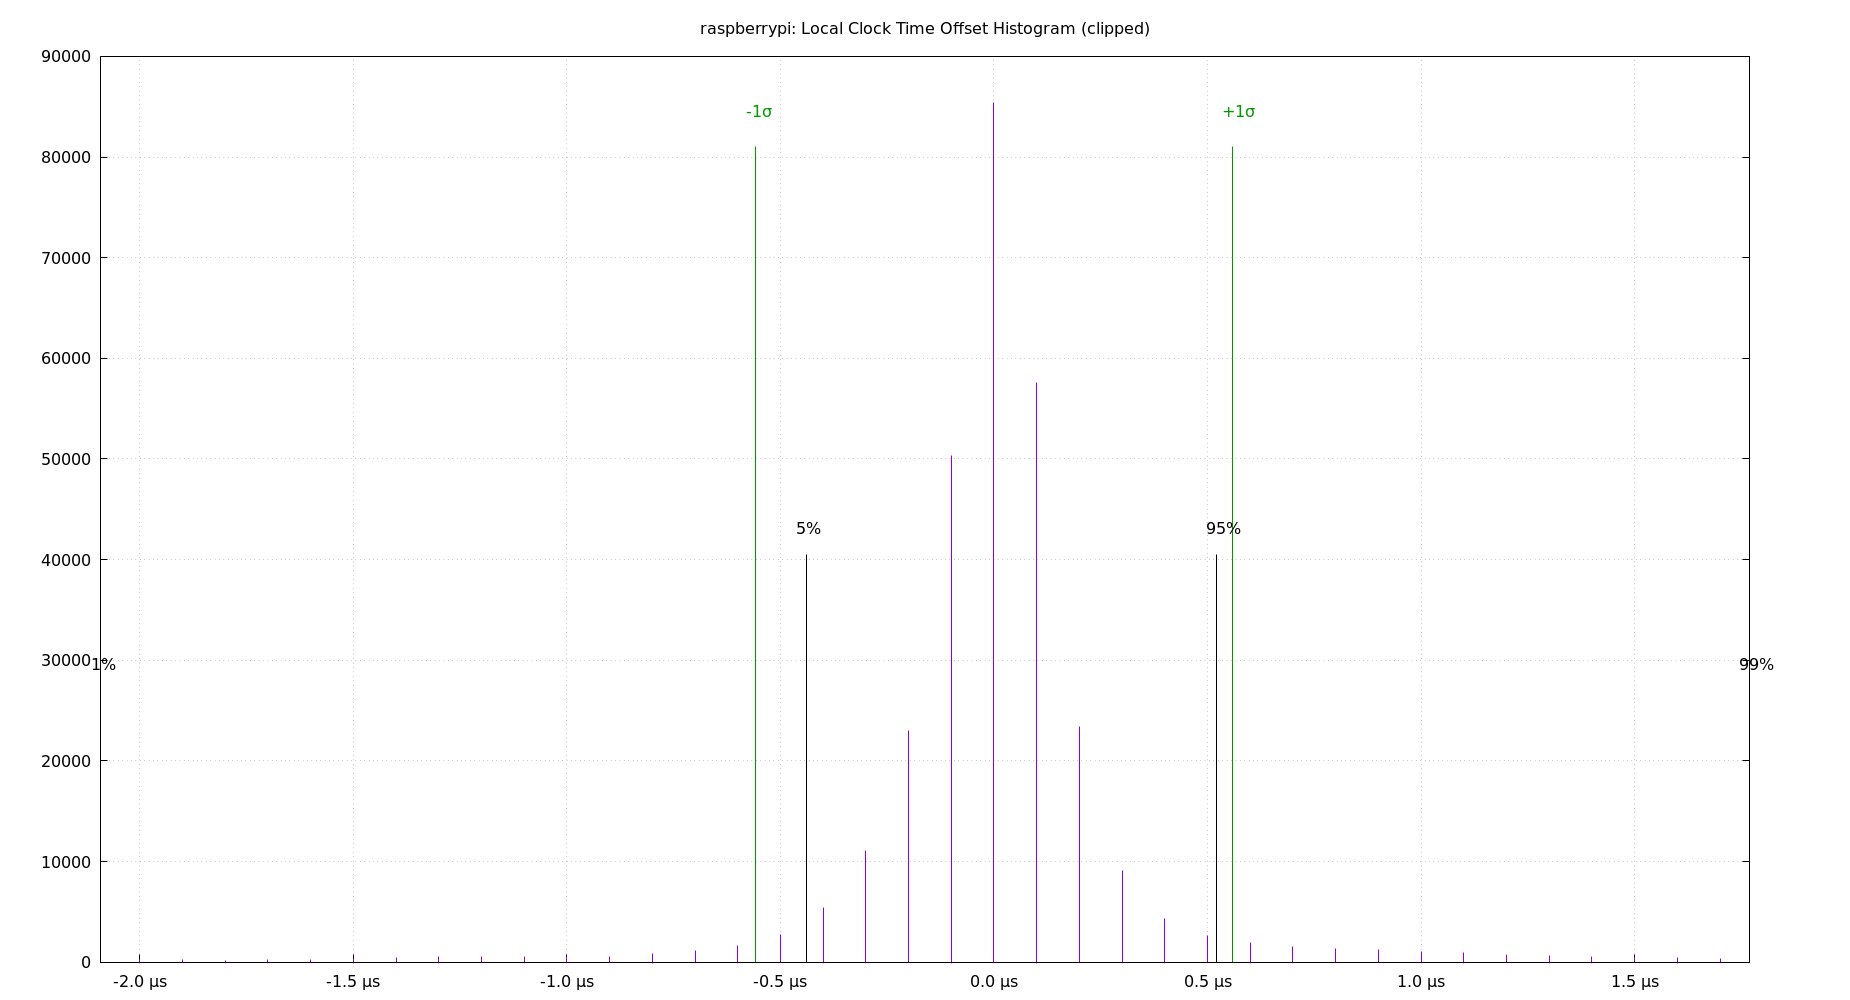 raspberrypi: Local Clock Time Offset Histogram (clipped)
90000
-1σ
+1σ
80000
70000
60000
50000
5%
95%
40000
30000
1%
99%
20000
10000
0
-2.0 µs
-1.5 µs
-1.0 µs
-0.5 µs
0.0 µs
0.5 µs
1.0 µs
1.5 µs